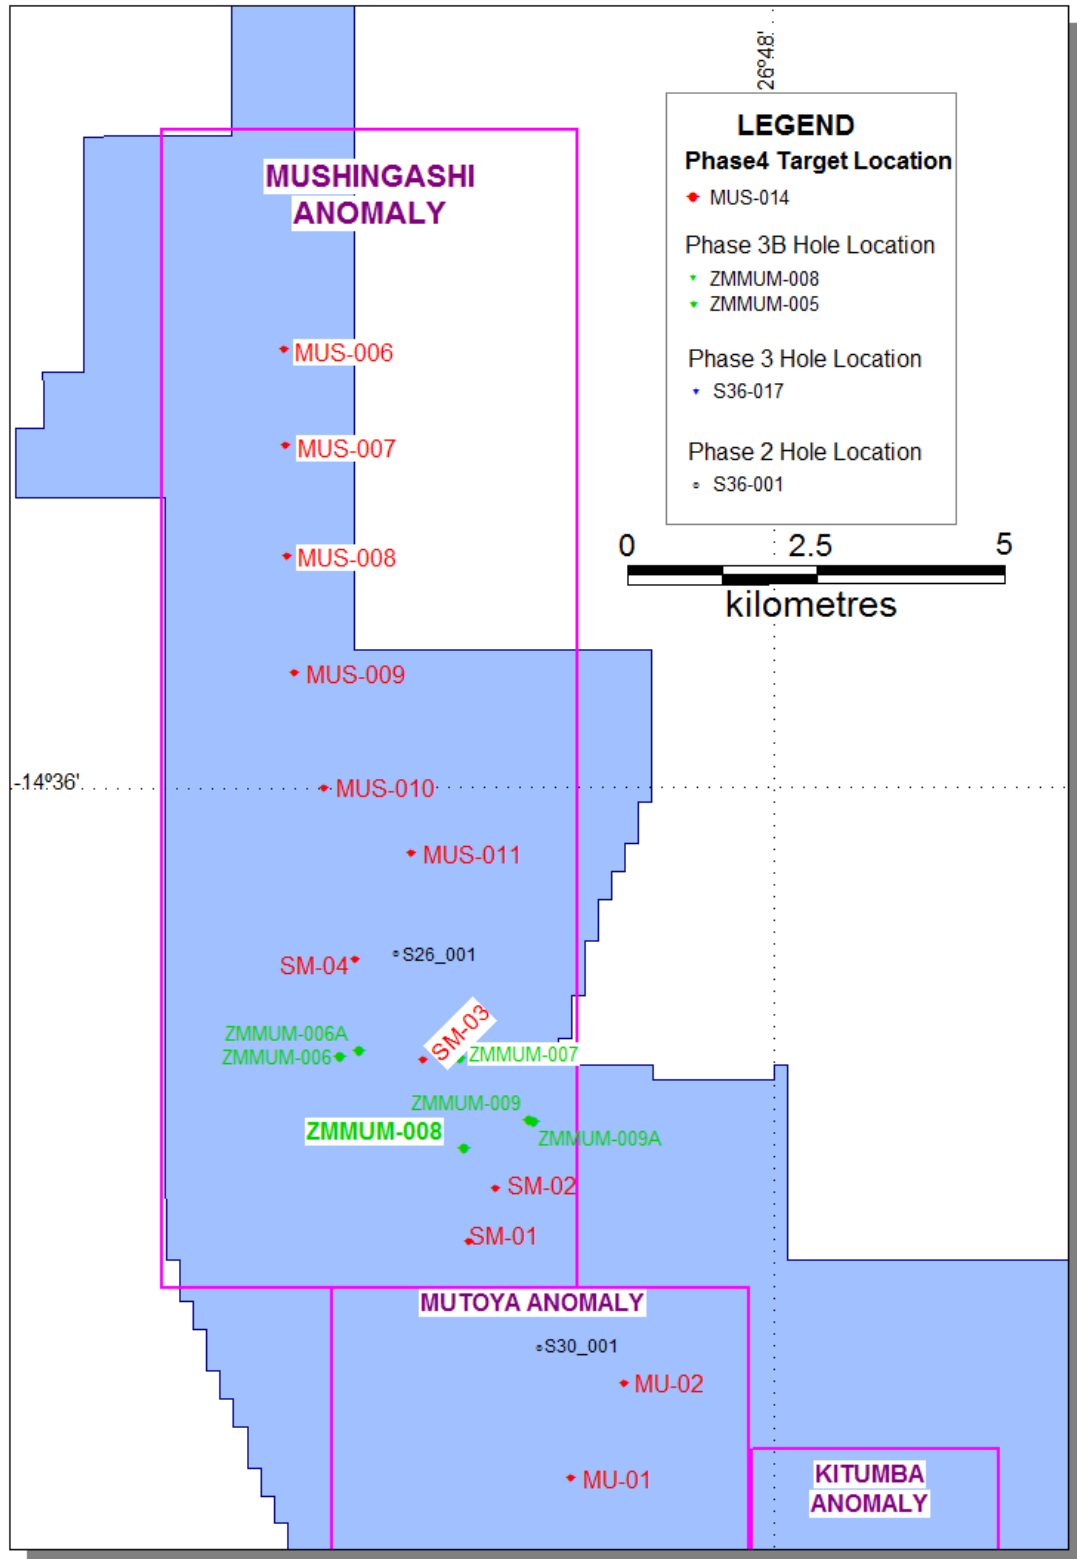 26°48'
LEGEND
Phase4 Target Location
MUS-014
Phase 3B Hole Location
ZMMUM-008
ZMMUM-005
Phase 3 Hole Location
S36-017
Phase 2 Hole Location
S36-001
0 2.5 5
kilometres
MUSHINGASHI
ANOMALY
MUS-006
MUS-007
MUS-008
MUS-009
-14°36'
MUS-010
MUS-011
SM-04
S26_001
SM-03
ZMMUM-006A
ZMMUM-006
ZMMUM-007
ZMMUM-009
ZMMUM-008
ZMMUM-009A
SM-02
SM-01
MUTOYA ANOMALY
S30_001
MU-02
MU-01
KITUMBA
ANOMALY